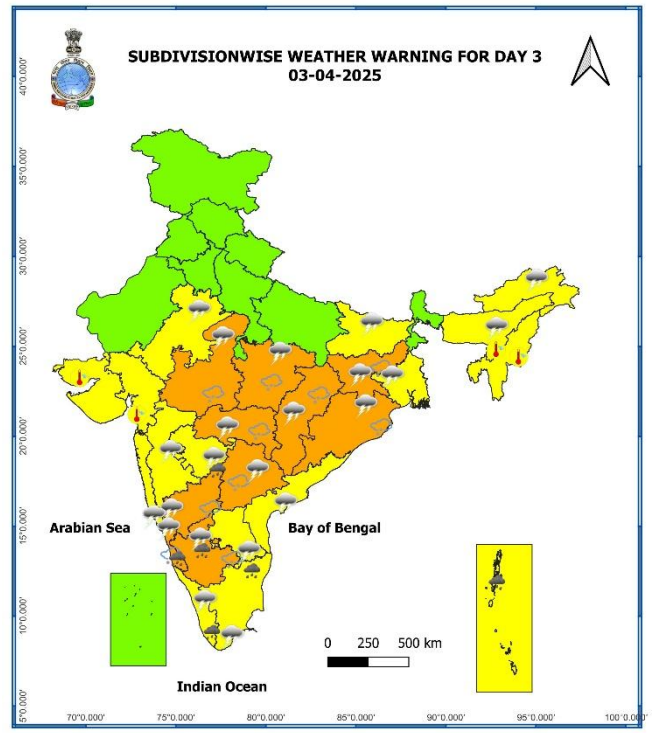 SUBDIVISIONWISE WEATHER WARNING FOR DAY 3
03-04-2025
40°0.000'
35°0.000'
30°0.000'
25°0.000'
20°0.000'
15°0.000'
10°0.000'
5°0.000'
Arabian Sea
Bay of Bengal
0 250 500 km
Indian Ocean
70°0.000' 75°0.000' 80°0.000' 85°0.000' 90°0.000' 95°0.000' 100°0.000'